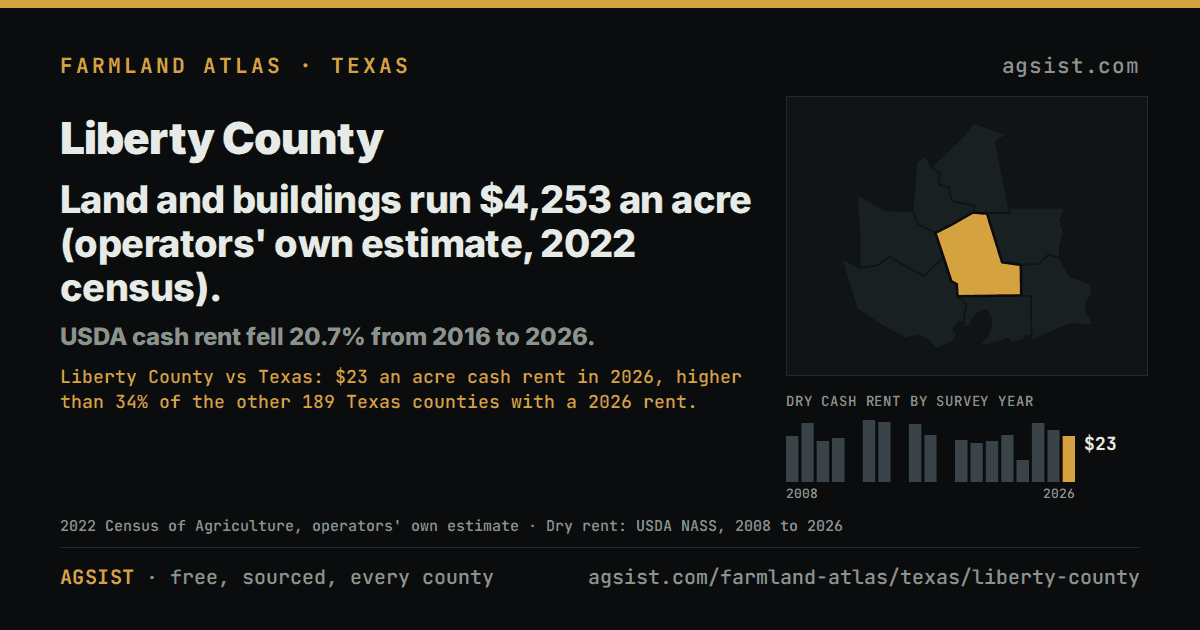 FARMLAND ATLAS · TEXAS
agsist.com
Liberty County
Land and buildings run $4,253 an acre
(operators' own estimate, 2022
census).
USDA cash rent fell 20.7% from 2016 to 2026.
Liberty County vs Texas: $23 an acre cash rent in 2026, higher
than 34% of the other 189 Texas counties with a 2026 rent.
DRY CASH RENT BY SURVEY YEAR
$23
2008
2026
2022 Census of Agriculture, operators' own estimate · Dry rent: USDA NASS, 2008 to 2026
AGSIST · free, sourced, every county
agsist.com/farmland-atlas/texas/liberty-county